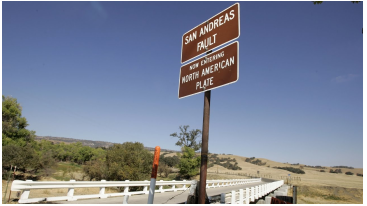 SAN ANDREAS
FAULT
NOW ENTERING
NORTH AMERICAN
PLATE